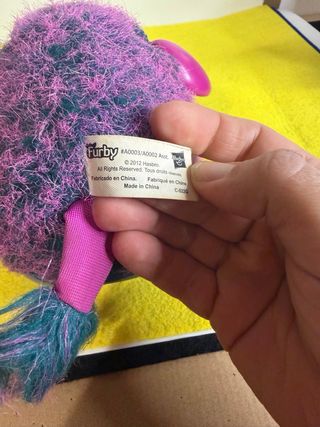 Furby #A0003/A0002 Asst. Hasbro
© 2012 Hasbro.
All Rights Reserved. Tous droits réservés.
Fabricado en China. Fabriqué en China
Made in China